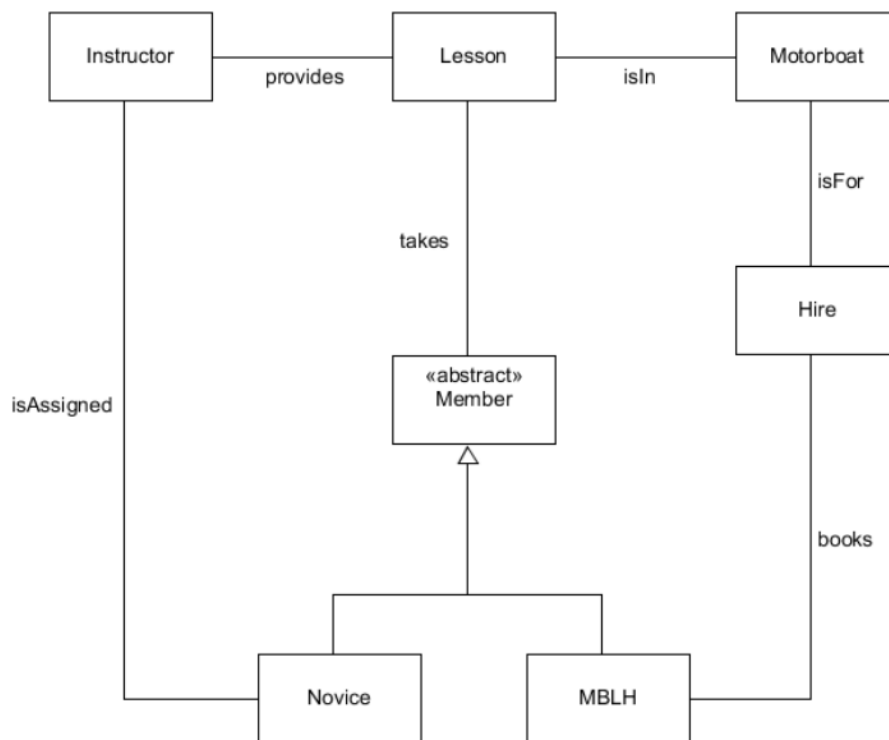 Instructor
Lesson
Motorboat
provides
isIn
isFor
takes
Hire
«abstract»
Member
isAssigned
books
Novice
MBLH